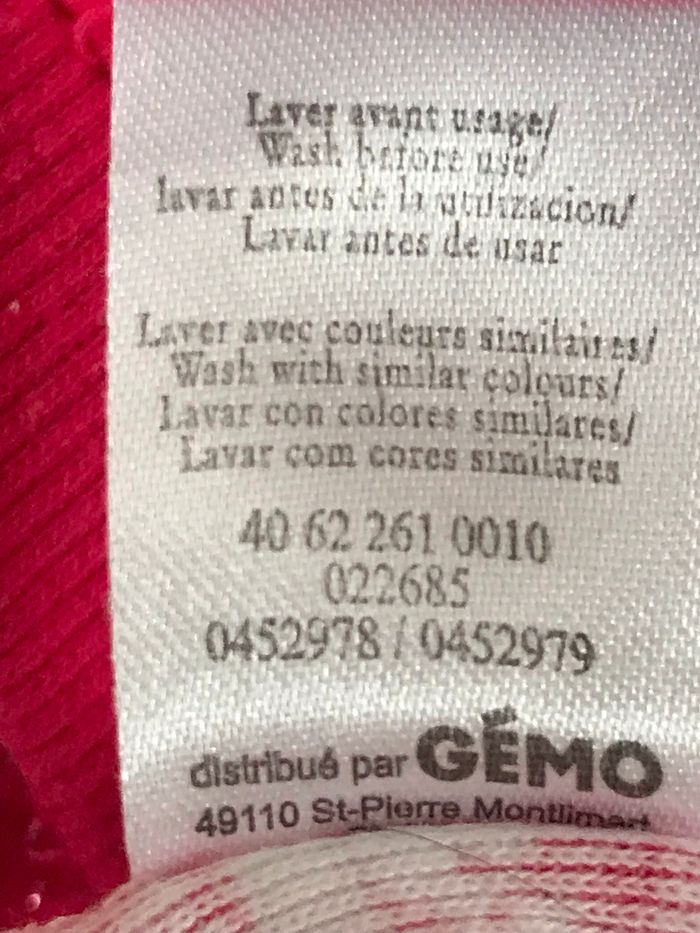 Laver avant usage/
Wash before use/
lavar antes de la utilizacion/
Lavar antes de usar
Laver avec couleurs similaires/
Wash with similar colours/
Lavar con colores similares/
Lavar com cores similares
40 62 261 0010
022685
0452978 / 0452979
distribué par GÉMO
49110 St-Pierre Montlimart